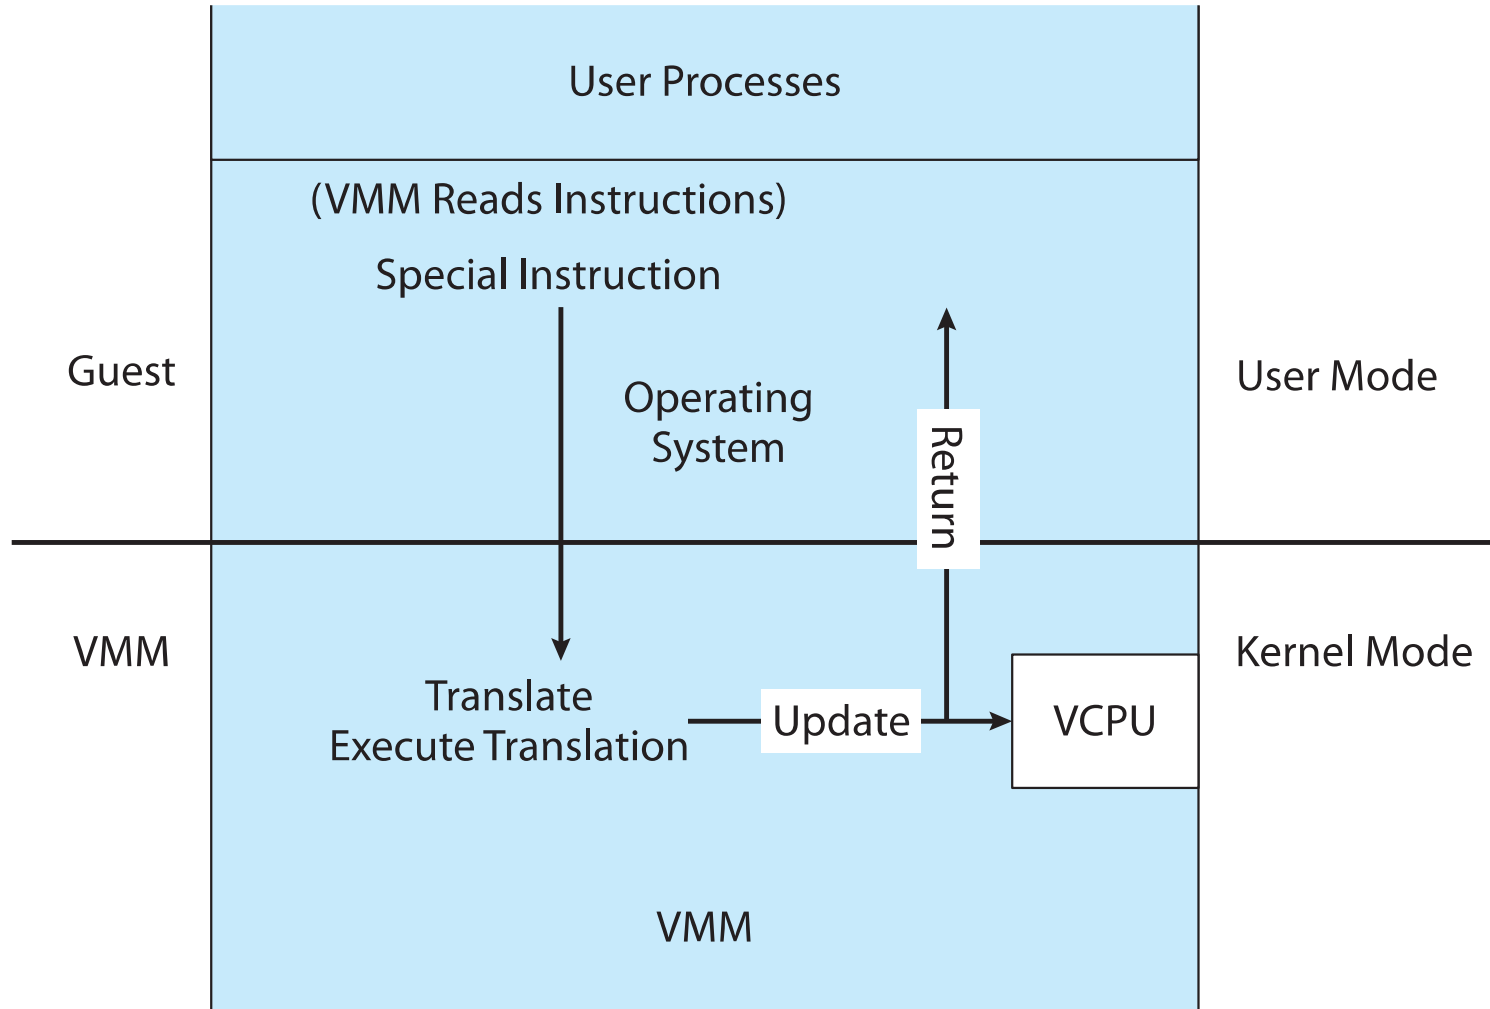 User Processes
(VMM Reads Instructions)
Special Instruction
Guest
User Mode
Operating
System
Return
VMM
Kernel Mode
Translate
Execute Translation
Update
VCPU
VMM